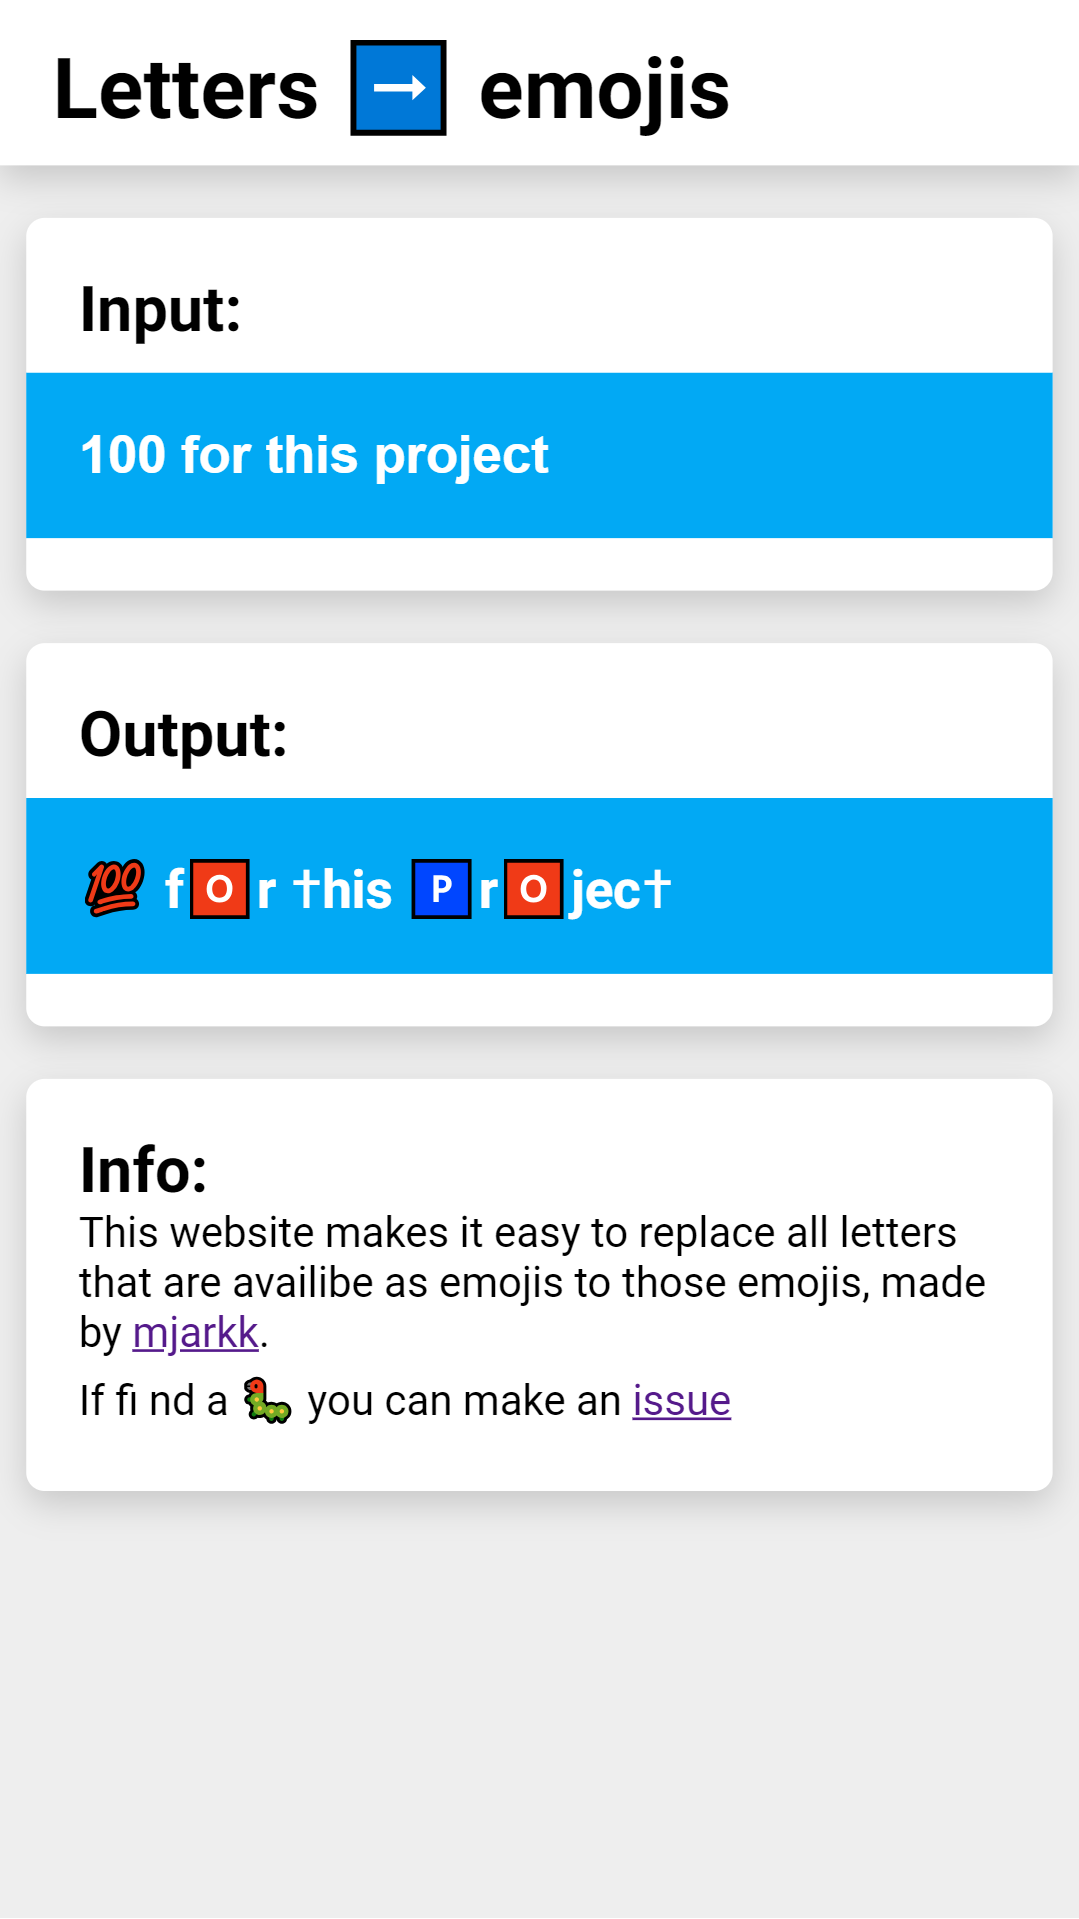 Letters ➡ emojis
Input:
100 for this project
Output:
💯 f🅾r †his 🅿r🅾jec†
Info:
This website makes it easy to replace all letters
that are availibe as emojis to those emojis, made
by mjarkk.
If fi nd a 🐛 you can make an issue